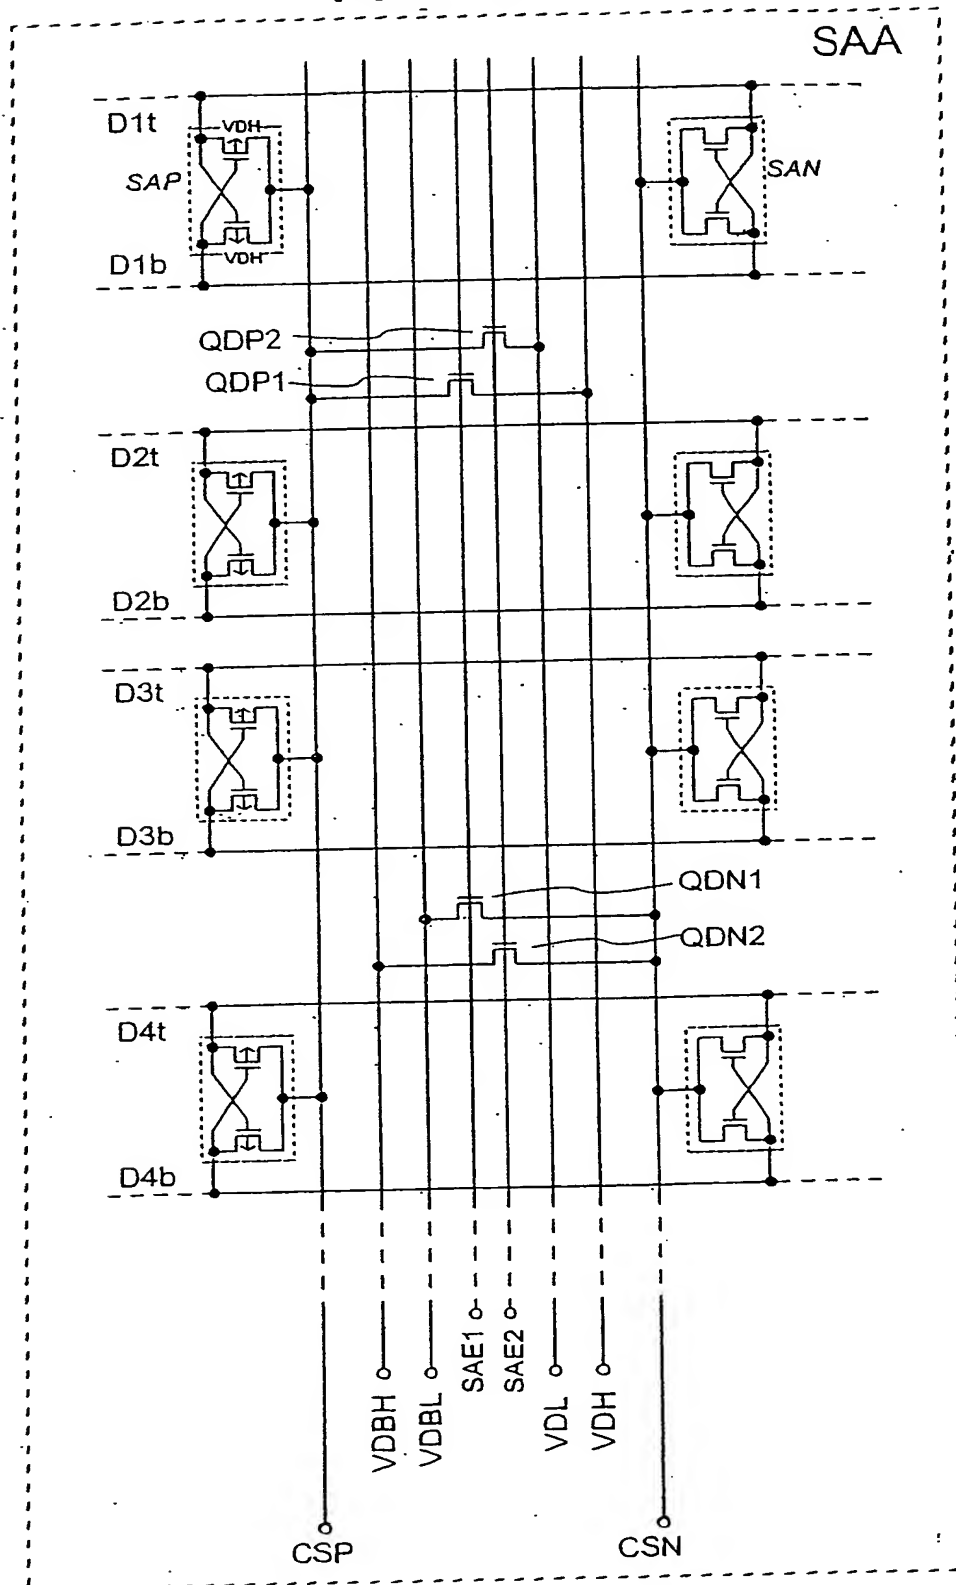 SAA
D1t
VDH
SAP
SAN
VDH
D1b
QDP2
QDP1
D2t
D2b
D3t
D3b
QDN1
QDN2
D4t
D4b
SAE1
SAE2
VDBH
VDBL
VDL
VDH
CSP
CSN